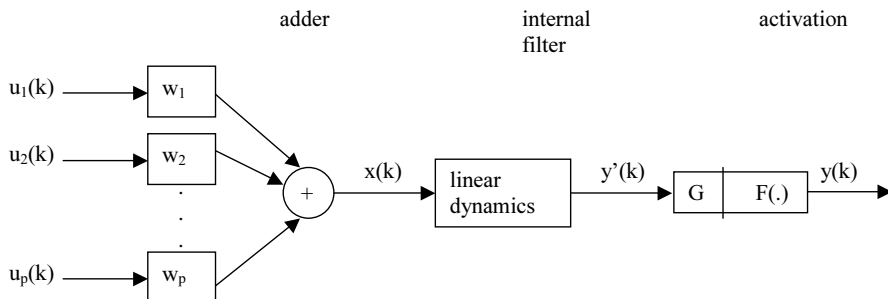 adder
internal
filter
activation
u₁(k)
w₁
u₂(k)
w₂
.
.
.
uₚ(k)
wₚ
+
x(k)
linear
dynamics
y’(k)
G
F(.)
y(k)